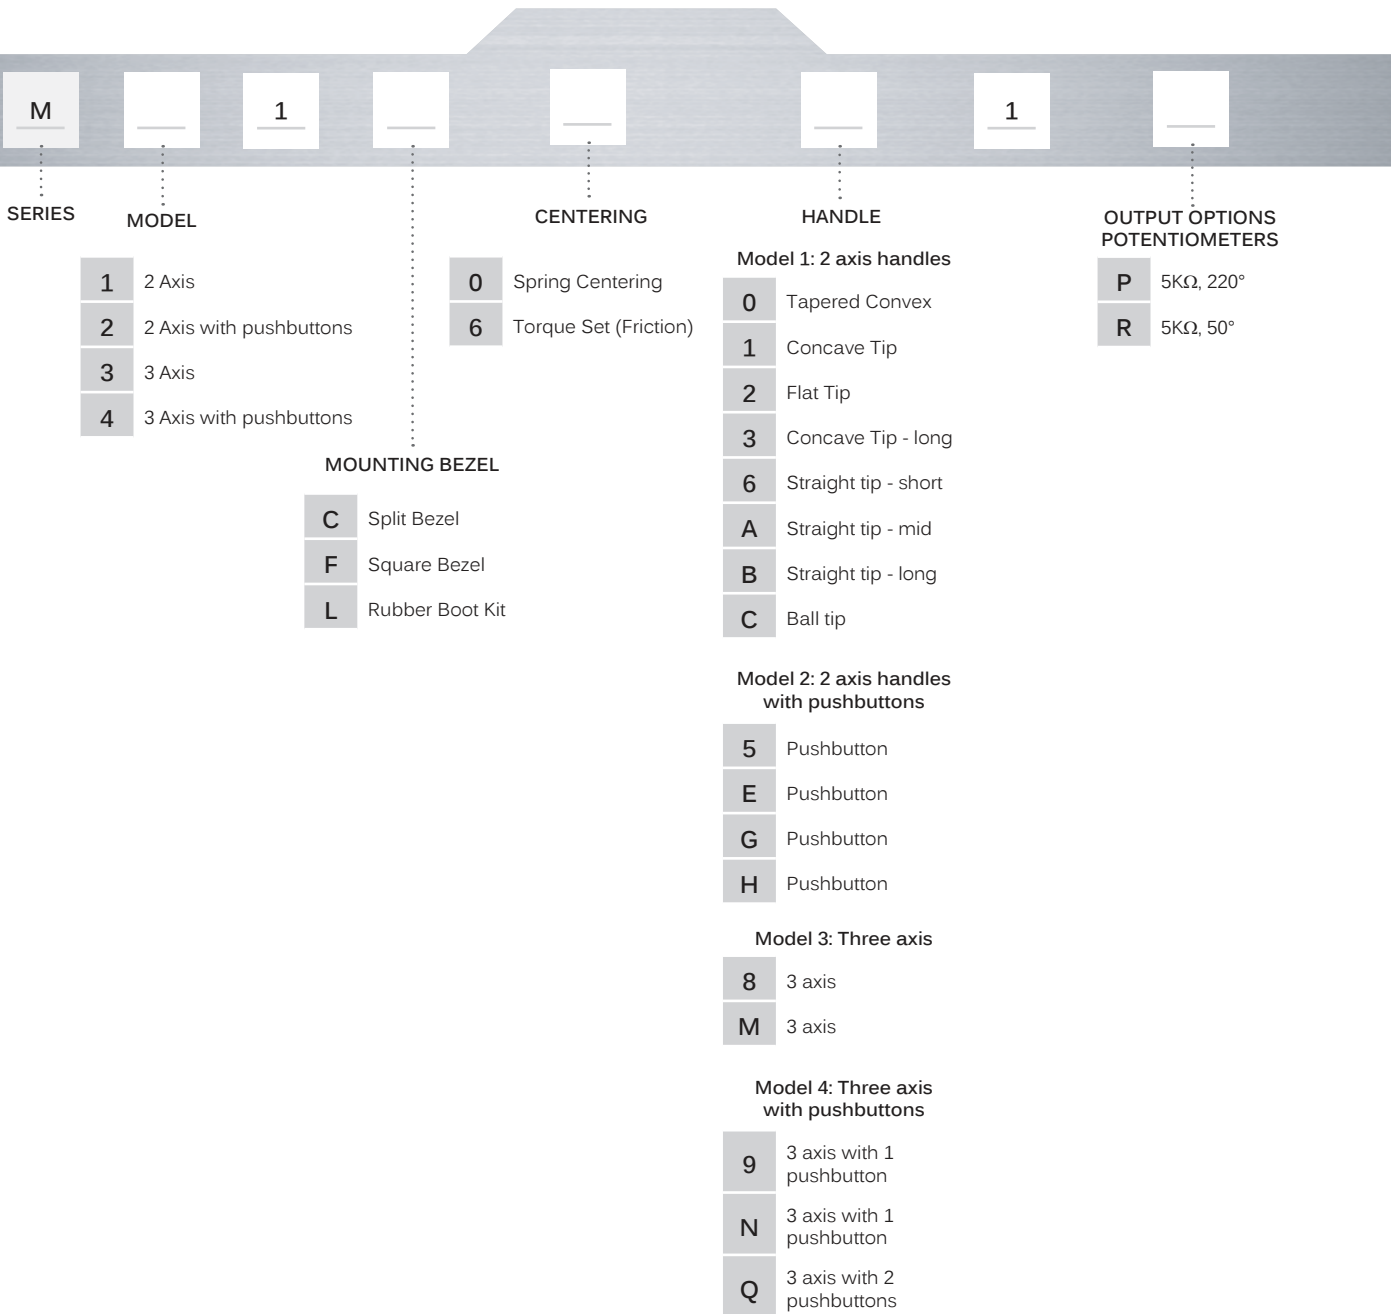 M
1
1
SERIES
MODEL
1 2 Axis
2 2 Axis with pushbuttons
3 3 Axis
4 3 Axis with pushbuttons
MOUNTING BEZEL
C Split Bezel
F Square Bezel
L Rubber Boot Kit
CENTERING
0 Spring Centering
6 Torque Set (Friction)
HANDLE
Model 1: 2 axis handles
0 Tapered Convex
1 Concave Tip
2 Flat Tip
3 Concave Tip - long
6 Straight tip - short
A Straight tip - mid
B Straight tip - long
C Ball tip
Model 2: 2 axis handles
with pushbuttons
5 Pushbutton
E Pushbutton
G Pushbutton
H Pushbutton
Model 3: Three axis
8 3 axis
M 3 axis
Model 4: Three axis
with pushbuttons
9 3 axis with 1
pushbutton
N 3 axis with 1
pushbutton
Q 3 axis with 2
pushbuttons
OUTPUT OPTIONS
POTENTIOMETERS
P 5KΩ, 220°
R 5KΩ, 50°